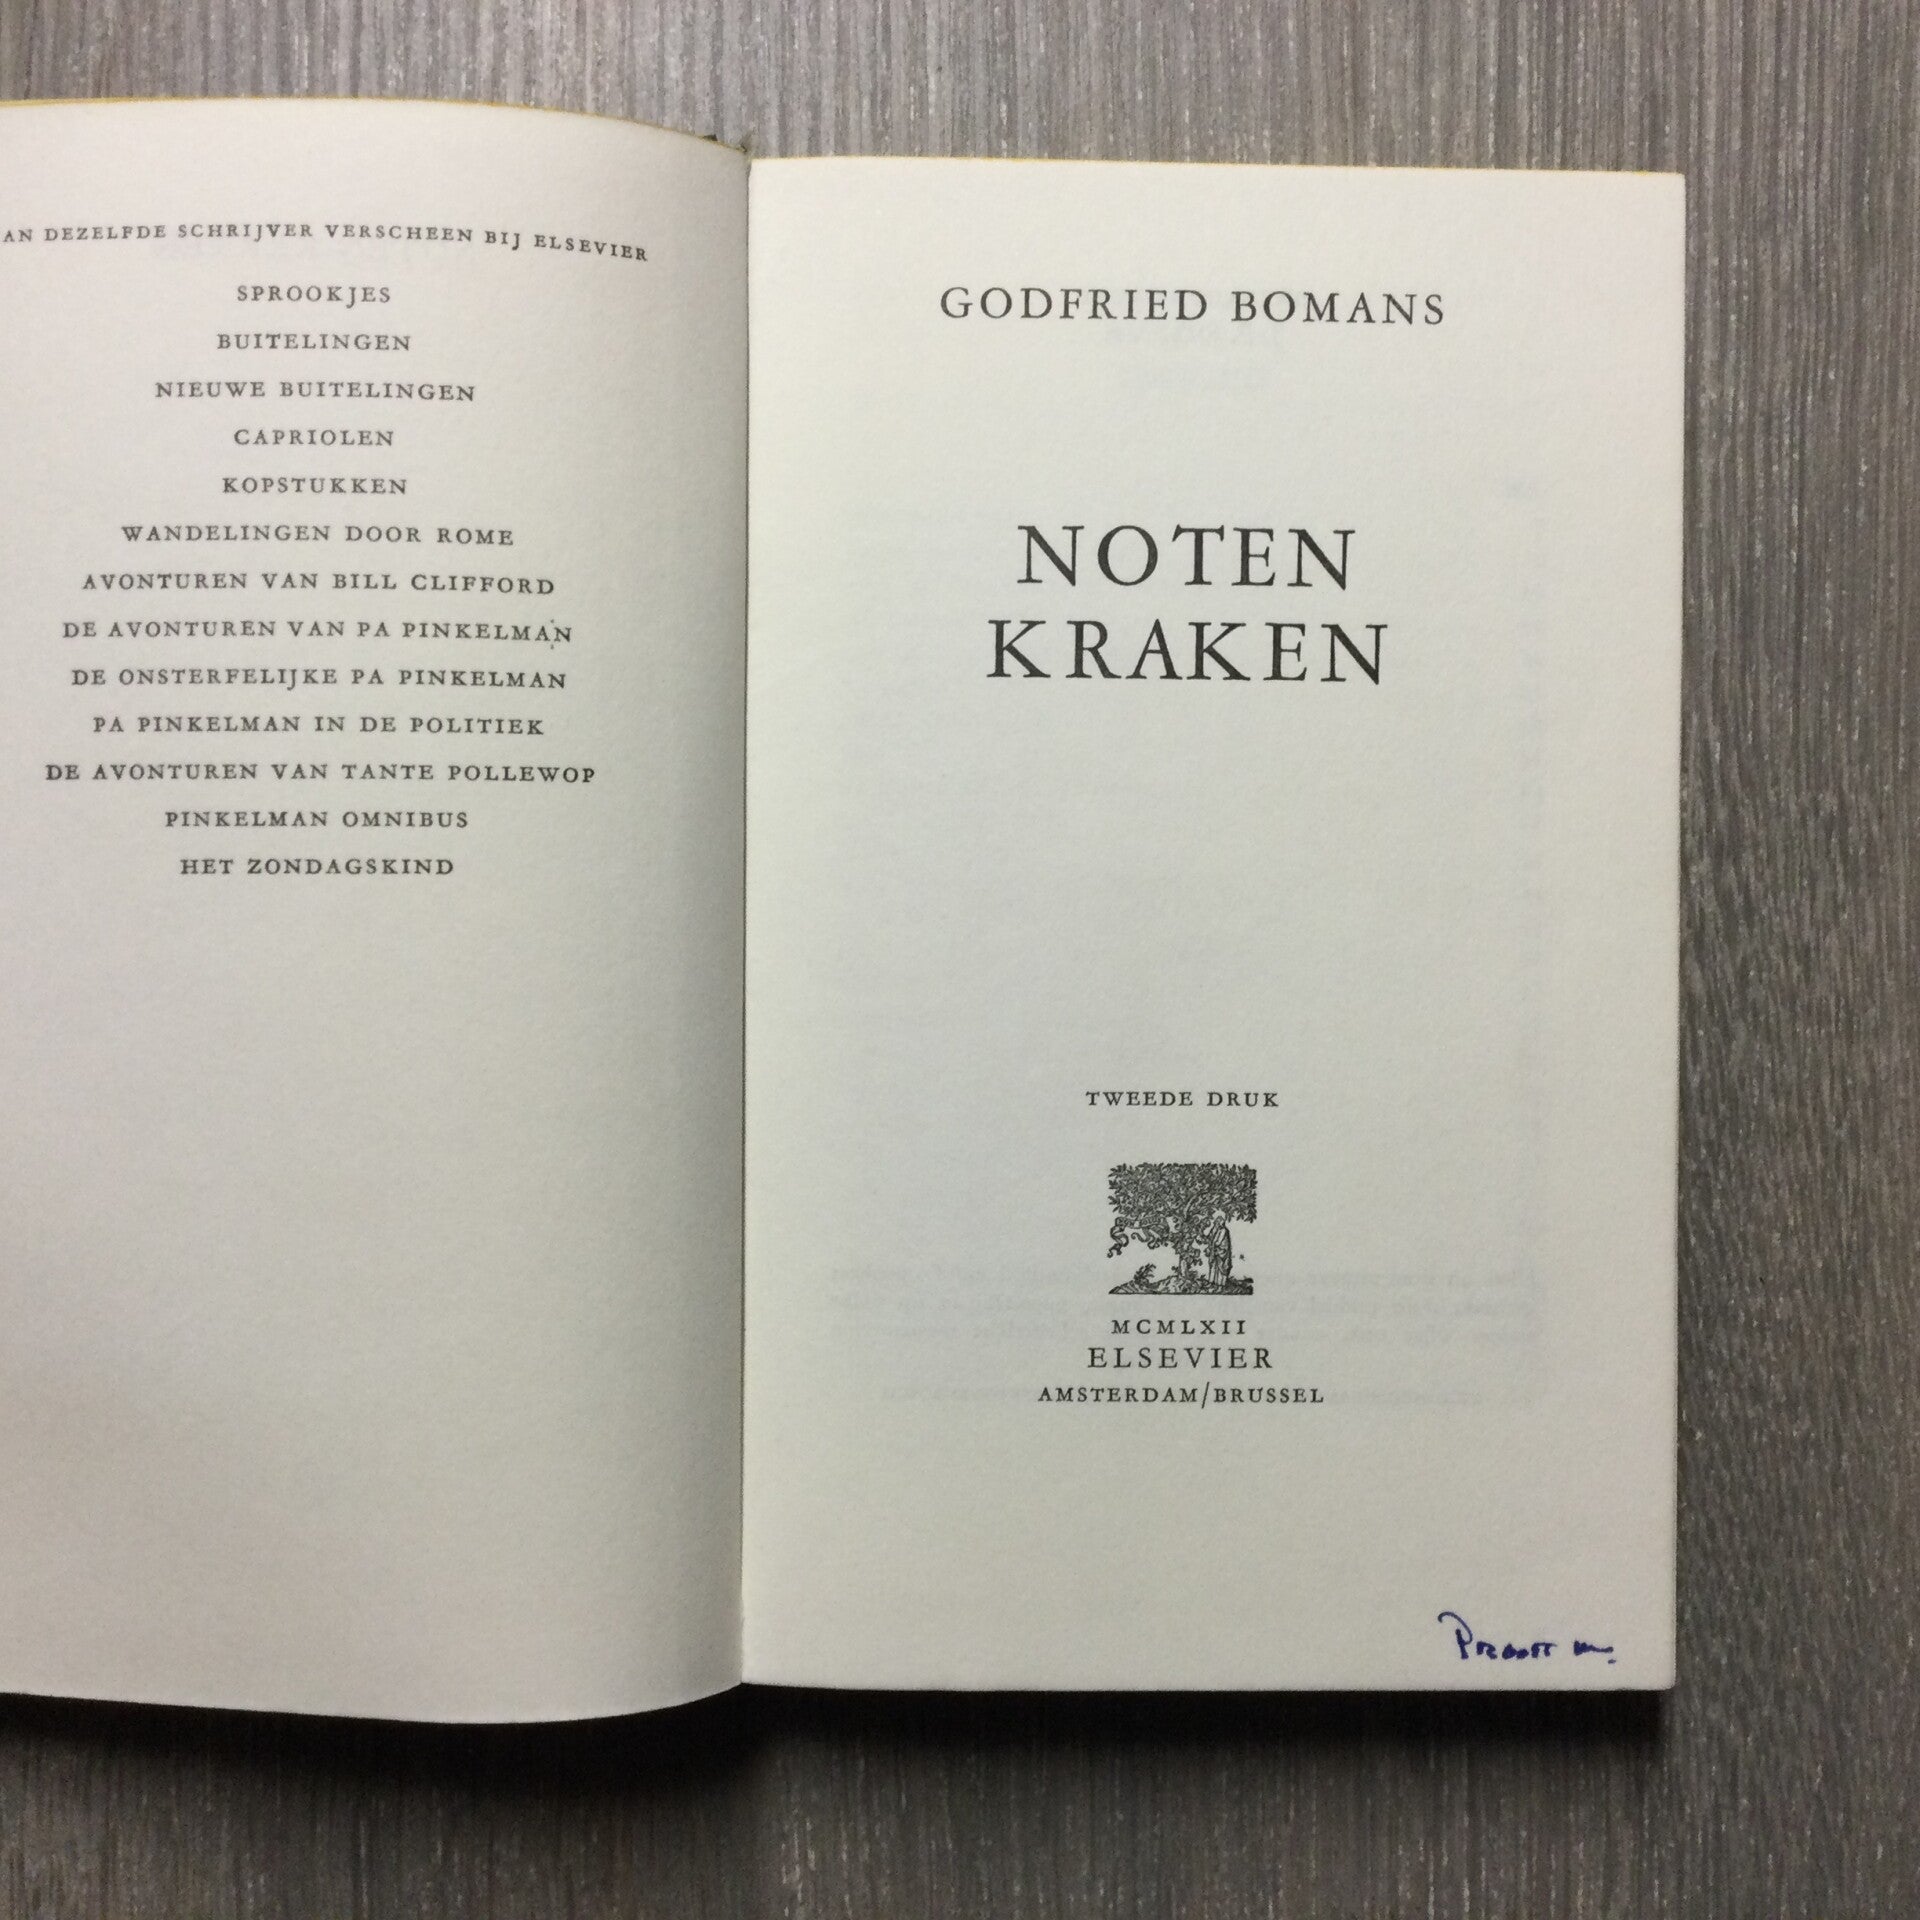 AN DEZELFDE SCHRIJVER VERSCHEEN BIJ ELSEVIER
SPROOKJES
BUITELINGEN
NIEUWE BUITELINGEN
CAPRIOLEN
KOPSTUKKEN
WANDELINGEN DOOR ROME
AVONTUREN VAN BILL CLIFFORD
DE AVONTUREN VAN PA PINKELMAN
DE ONSTERFELIJKE PA PINKELMAN
PA PINKELMAN IN DE POLITIEK
DE AVONTUREN VAN TANTE POLLEWOP
PINKELMAN OMNIBUS
HET ZONDAGSKIND
GODFRIED BOMANS
NOTEN
KRAKEN
TWEEDE DRUK
MCMLXII
ELSEVIER
AMSTERDAM/BRUSSEL